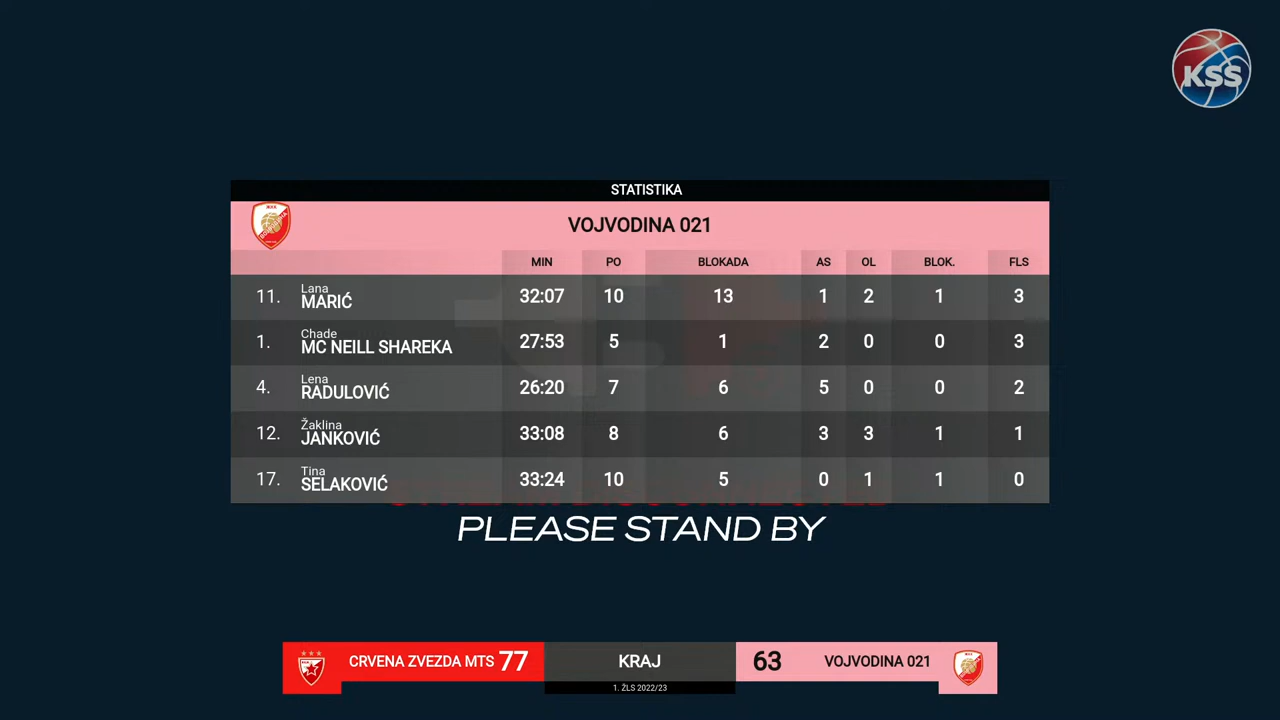 KSS
STATISTIKA
VOJVODINA 021
MIN PO BLOKADA AS OL BLOK. FLS
11. Lana MARIĆ 32:07 10 13 1 2 1 3
1. Chade MC NEILL SHAREKA 27:53 5 1 2 0 0 3
4. Lena RADULOVIĆ 26:20 7 6 5 0 0 2
12. Žaklina JANKOVIĆ 33:08 8 6 3 3 1 1
17. Tina SELAKOVIĆ 33:24 10 5 0 1 1 0
STREAM DISCONNECTED
PLEASE STAND BY
CRVENA ZVEZDA MTS 77 KRAJ 63 VOJVODINA 021
1. ŽLS 2022/23